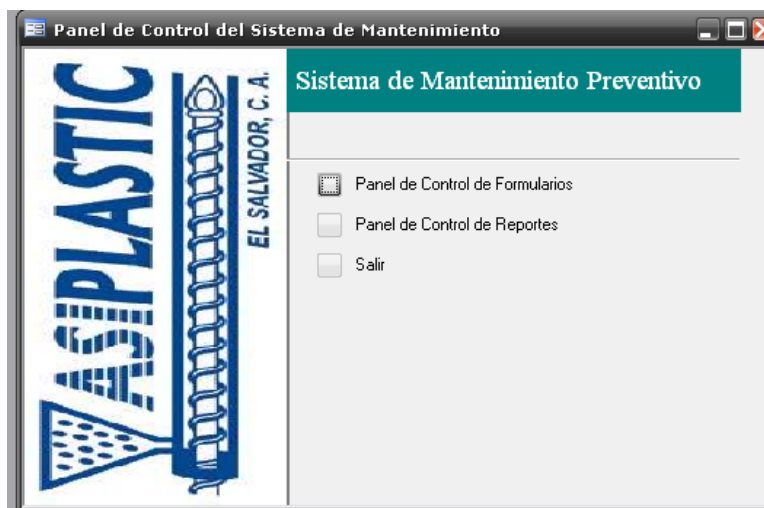 Panel de Control del Sistema de Mantenimiento
ASIPLASTIC
EL SALVADOR, C. A.
Sistema de Mantenimiento Preventivo
Panel de Control de Formularios
Panel de Control de Reportes
Salir